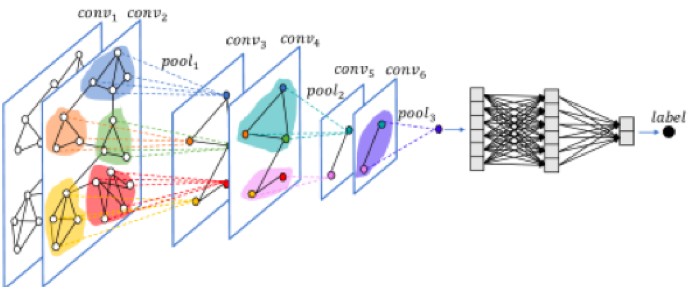 conv₁ conv₂
pool₁
conv₃ conv₄
pool₂
conv₅ conv₆
pool₃
label